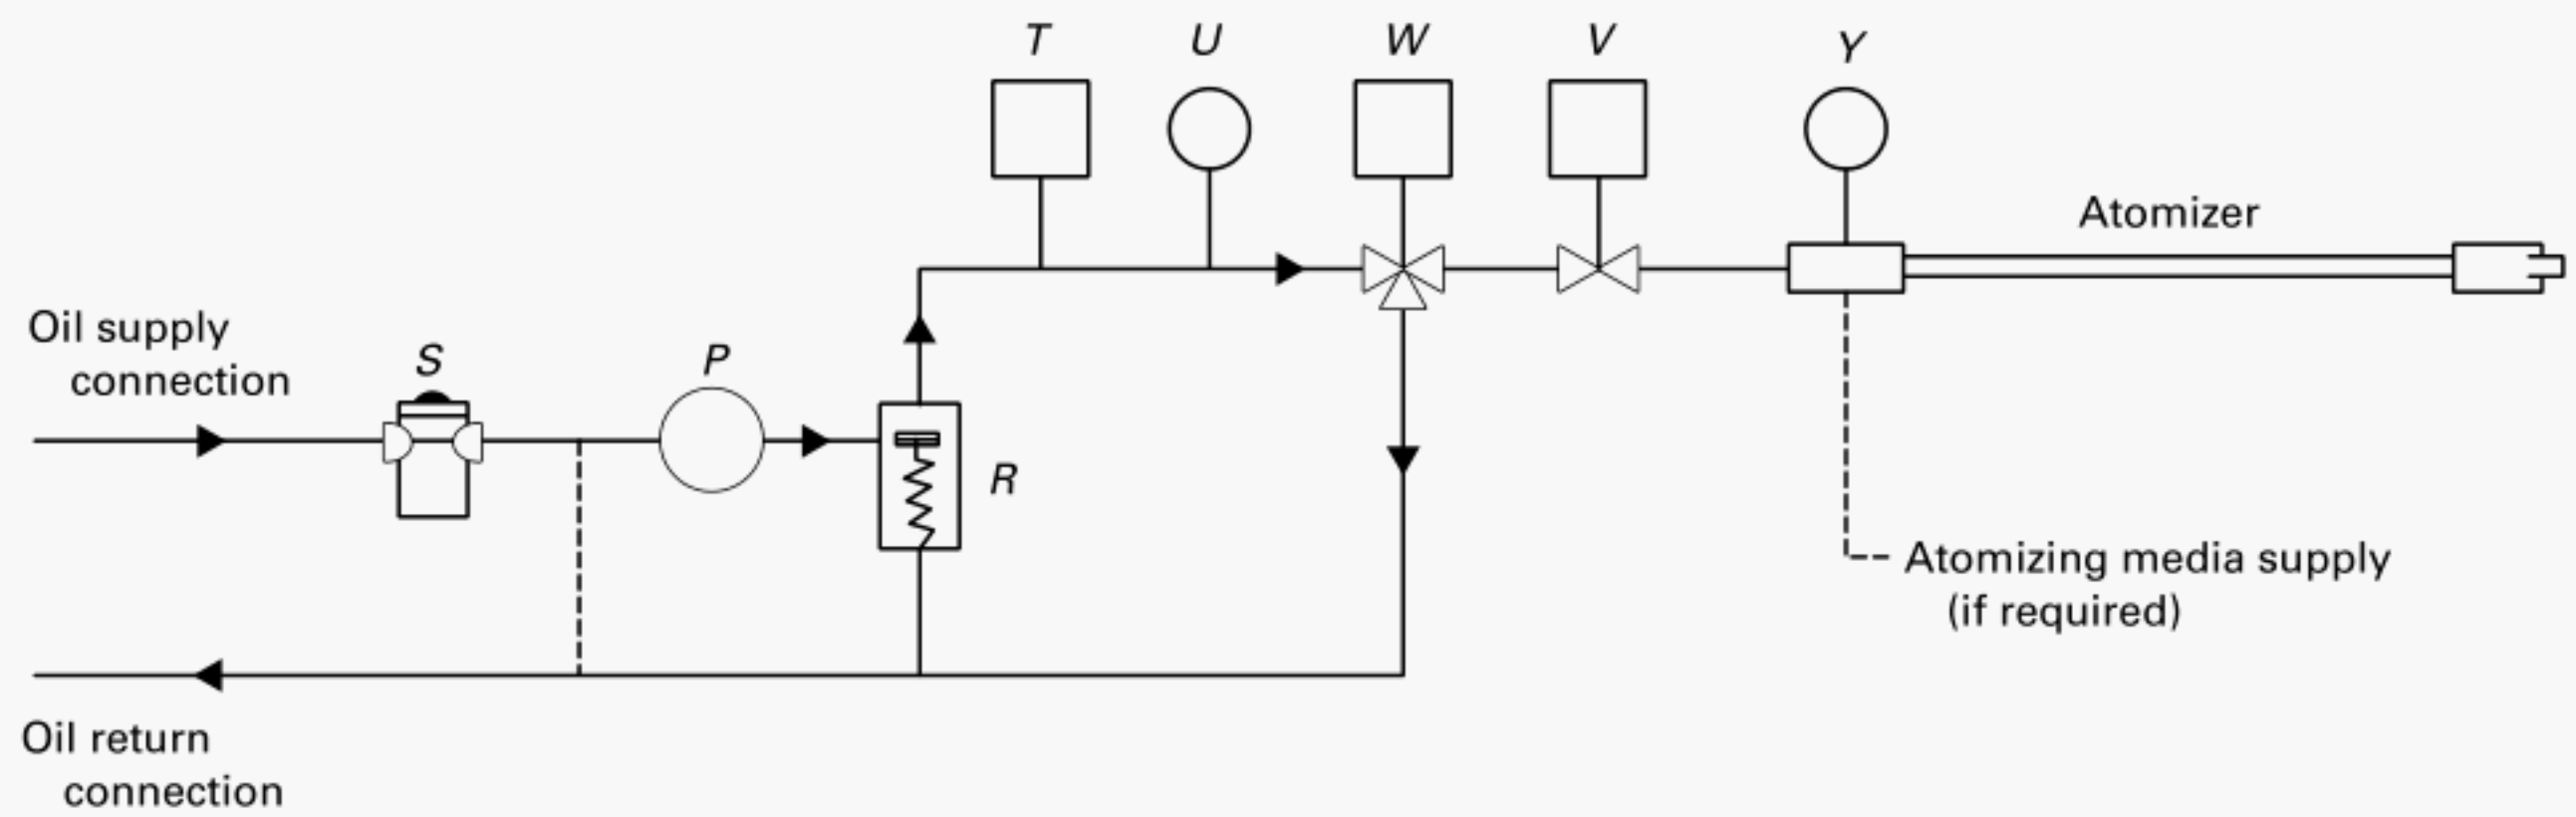 T
U
W
V
Y
Atomizer
Oil supply
connection
S
P
R
Atomizing media supply
(if required)
Oil return
connection